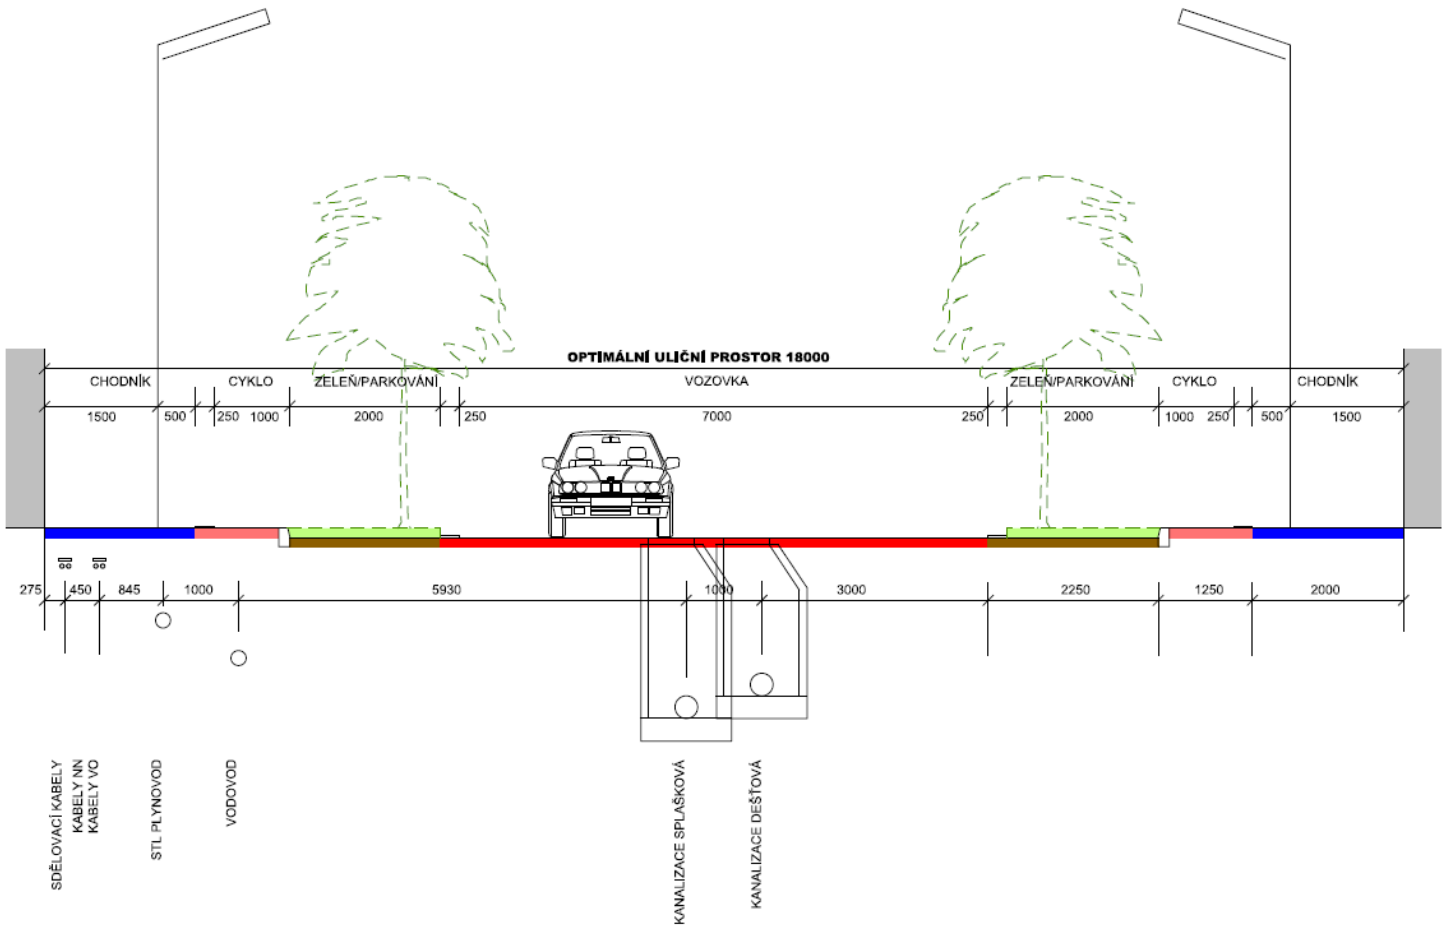 OPTIMÁLNÍ ULIČNÍ PROSTOR 18000
CHODNÍK
CYKLO
ZELEŇ/PARKOVÁNÍ
VOZOVKA
ZELEŇ/PARKOVÁNÍ
CYKLO
CHODNÍK
1500
500
250
1000
2000
250
7000
250
2000
1000
250
500
1500
275
450
845
1000
5930
1000
3000
2250
1250
2000
SDĚLOVACÍ KABELY
KABELY NN
KABELY VO
STL PLYNOVOD
VODOVOD
KANALIZACE SPLAŠKOVÁ
KANALIZACE DEŠŤOVÁ